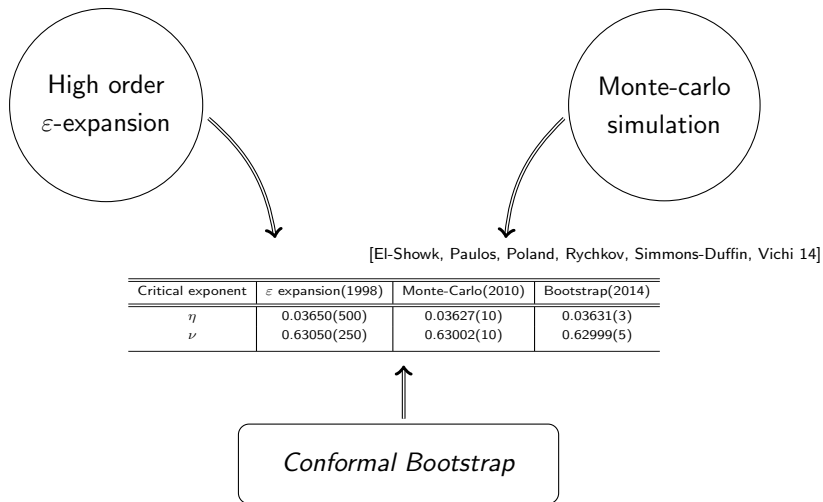 High order
ε-expansion
Monte-carlo
simulation
[El-Showk, Paulos, Poland, Rychkov, Simmons-Duffin, Vichi 14]
Critical exponent ε expansion(1998) Monte-Carlo(2010) Bootstrap(2014)
η 0.03650(500) 0.03627(10) 0.03631(3)
ν 0.63050(250) 0.63002(10) 0.62999(5)
Conformal Bootstrap